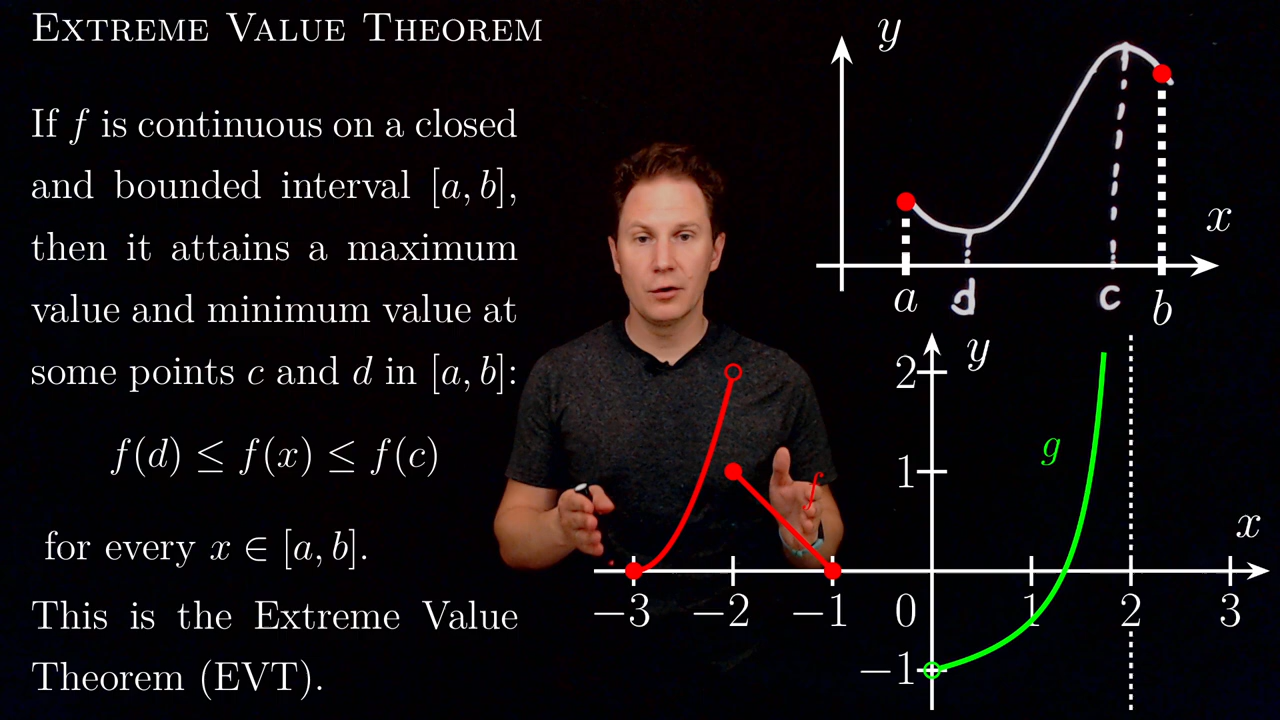 EXTREME VALUE THEOREM
If f is continuous on a closed
and bounded interval [a, b],
then it attains a maximum
value and minimum value at
some points c and d in [a, b]:
f(d) ≤ f(x) ≤ f(c)
for every x ∈ [a, b].
This is the Extreme Value
Theorem (EVT).
y
x
a d c b
y
2
g
1
f
x
−3 −2 −1 0 1 2 3
−1